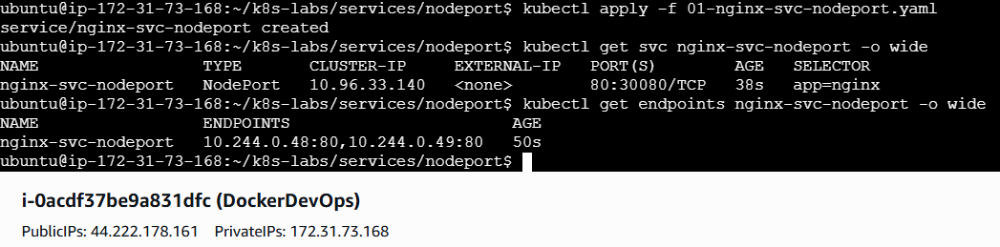 ubuntu@ip-172-31-73-168:~/k8s-labs/services/nodeport$ kubectl apply -f 01-nginx-svc-nodeport.yaml
service/nginx-svc-nodeport created
ubuntu@ip-172-31-73-168:~/k8s-labs/services/nodeport$ kubectl get svc nginx-svc-nodeport -o wide
NAME                 TYPE       CLUSTER-IP     EXTERNAL-IP   PORT(S)        AGE   SELECTOR
nginx-svc-nodeport   NodePort   10.96.33.140   <none>        80:30080/TCP   38s   app=nginx
ubuntu@ip-172-31-73-168:~/k8s-labs/services/nodeport$ kubectl get endpoints nginx-svc-nodeport -o wide
NAME                 ENDPOINTS                       AGE
nginx-svc-nodeport   10.244.0.48:80,10.244.0.49:80   50s
ubuntu@ip-172-31-73-168:~/k8s-labs/services/nodeport$
i-0acdf37be9a831dfc (DockerDevOps)
PublicIPs: 44.222.178.161 PrivateIPs: 172.31.73.168